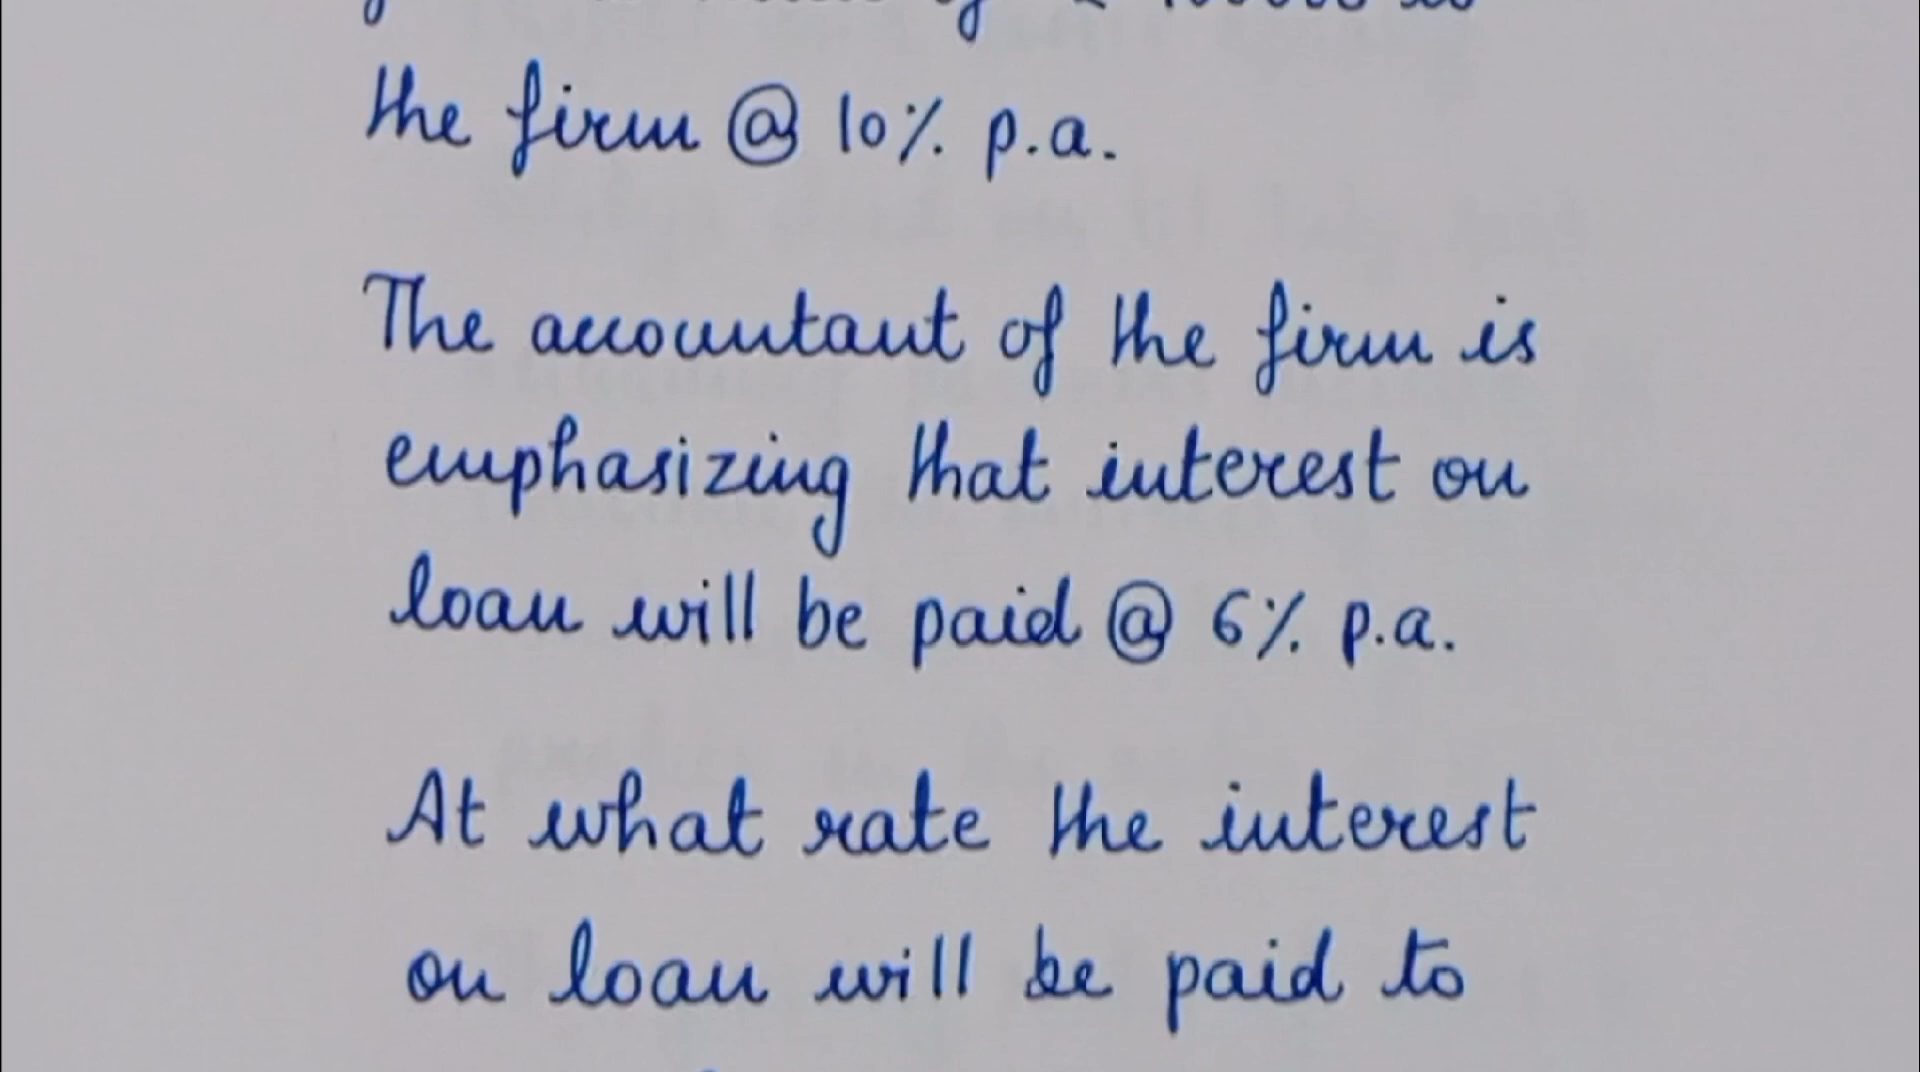 the firm @ 10% p.a.
The accountant of the firm is
emphasizing that interest on
loan will be paid @ 6% p.a.
At what rate the interest
on loan will be paid to